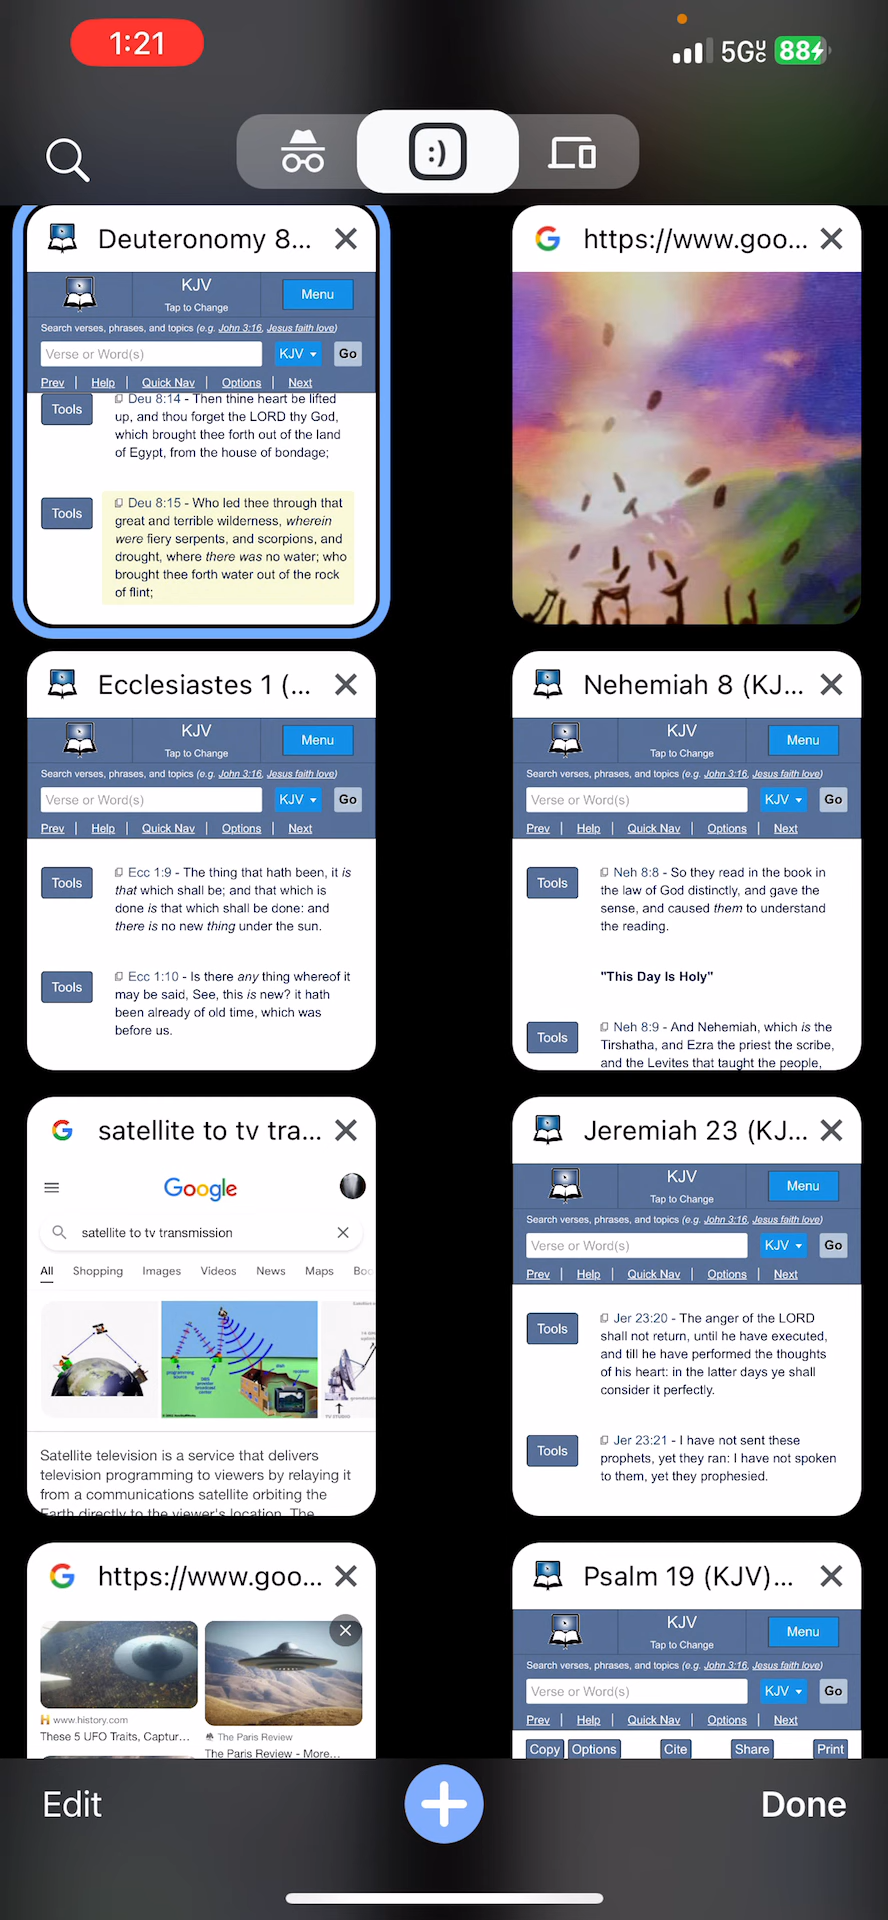 1:21
5G UC 88
:)
Deuteronomy 8...
KJV
Tap to Change
Menu
Search verses, phrases, and topics (e.g. John 3:16, Jesus faith love)
Verse or Word(s)
KJV
Go
Prev | Help | Quick Nav | Options | Next
Tools
Deu 8:14 - Then thine heart be lifted
up, and thou forget the LORD thy God,
which brought thee forth out of the land
of Egypt, from the house of bondage;
Tools
Deu 8:15 - Who led thee through that
great and terrible wilderness, wherein
were fiery serpents, and scorpions, and
drought, where there was no water; who
brought thee forth water out of the rock
of flint;
https://www.goo...
Ecclesiastes 1 (...
KJV
Tap to Change
Menu
Search verses, phrases, and topics (e.g. John 3:16, Jesus faith love)
Verse or Word(s)
KJV
Go
Prev | Help | Quick Nav | Options | Next
Tools
Ecc 1:9 - The thing that hath been, it is
that which shall be; and that which is
done is that which shall be done: and
there is no new thing under the sun.
Tools
Ecc 1:10 - Is there any thing whereof it
may be said, See, this is new? it hath
been already of old time, which was
before us.
Nehemiah 8 (KJ...
KJV
Tap to Change
Menu
Search verses, phrases, and topics (e.g. John 3:16, Jesus faith love)
Verse or Word(s)
KJV
Go
Prev | Help | Quick Nav | Options | Next
Tools
Neh 8:8 - So they read in the book in
the law of God distinctly, and gave the
sense, and caused them to understand
the reading.
"This Day Is Holy"
Tools
Neh 8:9 - And Nehemiah, which is the
Tirshatha, and Ezra the priest the scribe,
and the Levites that taught the people,
satellite to tv tra...
Google
satellite to tv transmission
All Shopping Images Videos News Maps Boo
programming
source
TV STUDIO
Satellite television is a service that delivers
television programming to viewers by relaying it
from a communications satellite orbiting the
Earth directly to the viewer's location. The
Jeremiah 23 (KJ...
KJV
Tap to Change
Menu
Search verses, phrases, and topics (e.g. John 3:16, Jesus faith love)
Verse or Word(s)
KJV
Go
Prev | Help | Quick Nav | Options | Next
Tools
Jer 23:20 - The anger of the LORD
shall not return, until he have executed,
and till he have performed the thoughts
of his heart: in the latter days ye shall
consider it perfectly.
Tools
Jer 23:21 - I have not sent these
prophets, yet they ran: I have not spoken
to them, yet they prophesied.
https://www.goo...
www.history.com
These 5 UFO Traits, Captur...
The Paris Review
The Paris Review - More...
Psalm 19 (KJV)...
KJV
Tap to Change
Menu
Search verses, phrases, and topics (e.g. John 3:16, Jesus faith love)
Verse or Word(s)
KJV
Go
Prev | Help | Quick Nav | Options | Next
Copy Options Cite Share Print
Edit
Done